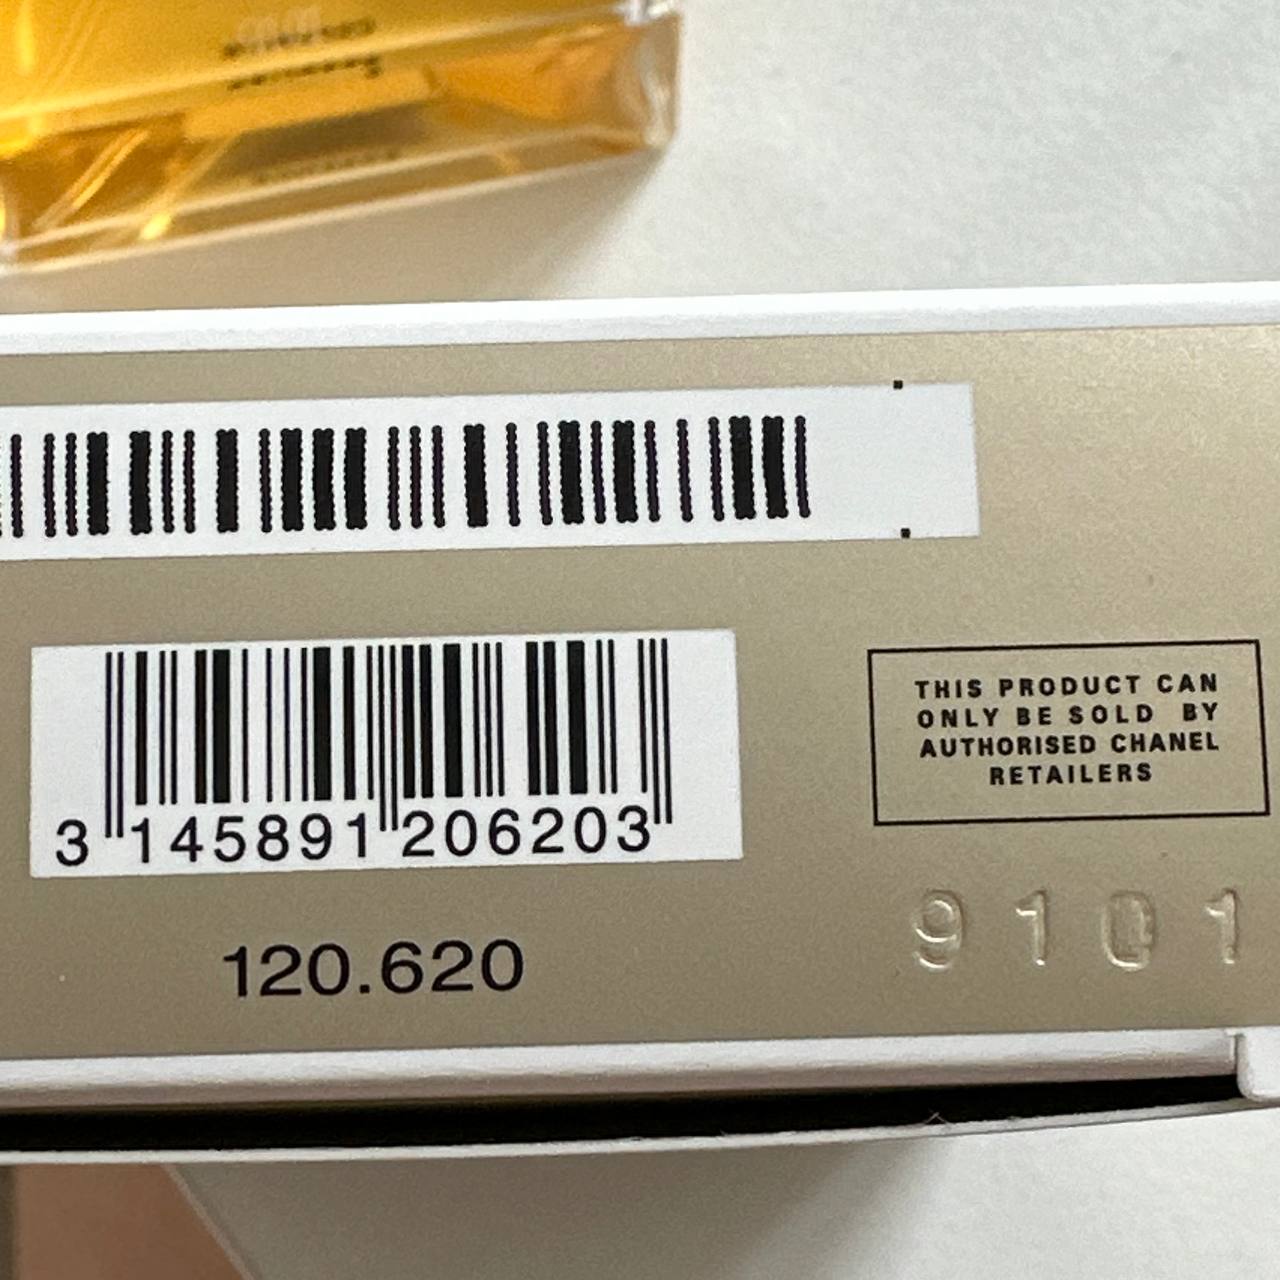 THIS PRODUCT CAN
ONLY BE SOLD BY
AUTHORISED CHANEL
RETAILERS
3 145891 206203
120.620
9101